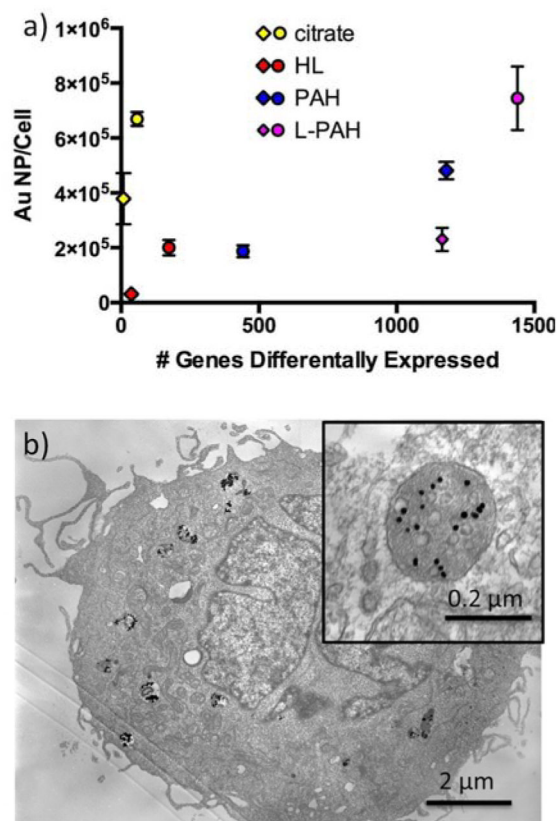 a)
1×10⁶
8×10⁵
6×10⁵
4×10⁵
2×10⁵
0
Au NP/Cell
citrate
HL
PAH
L-PAH
0 500 1000 1500
# Genes Differentially Expressed
b)
0.2 µm
2 µm